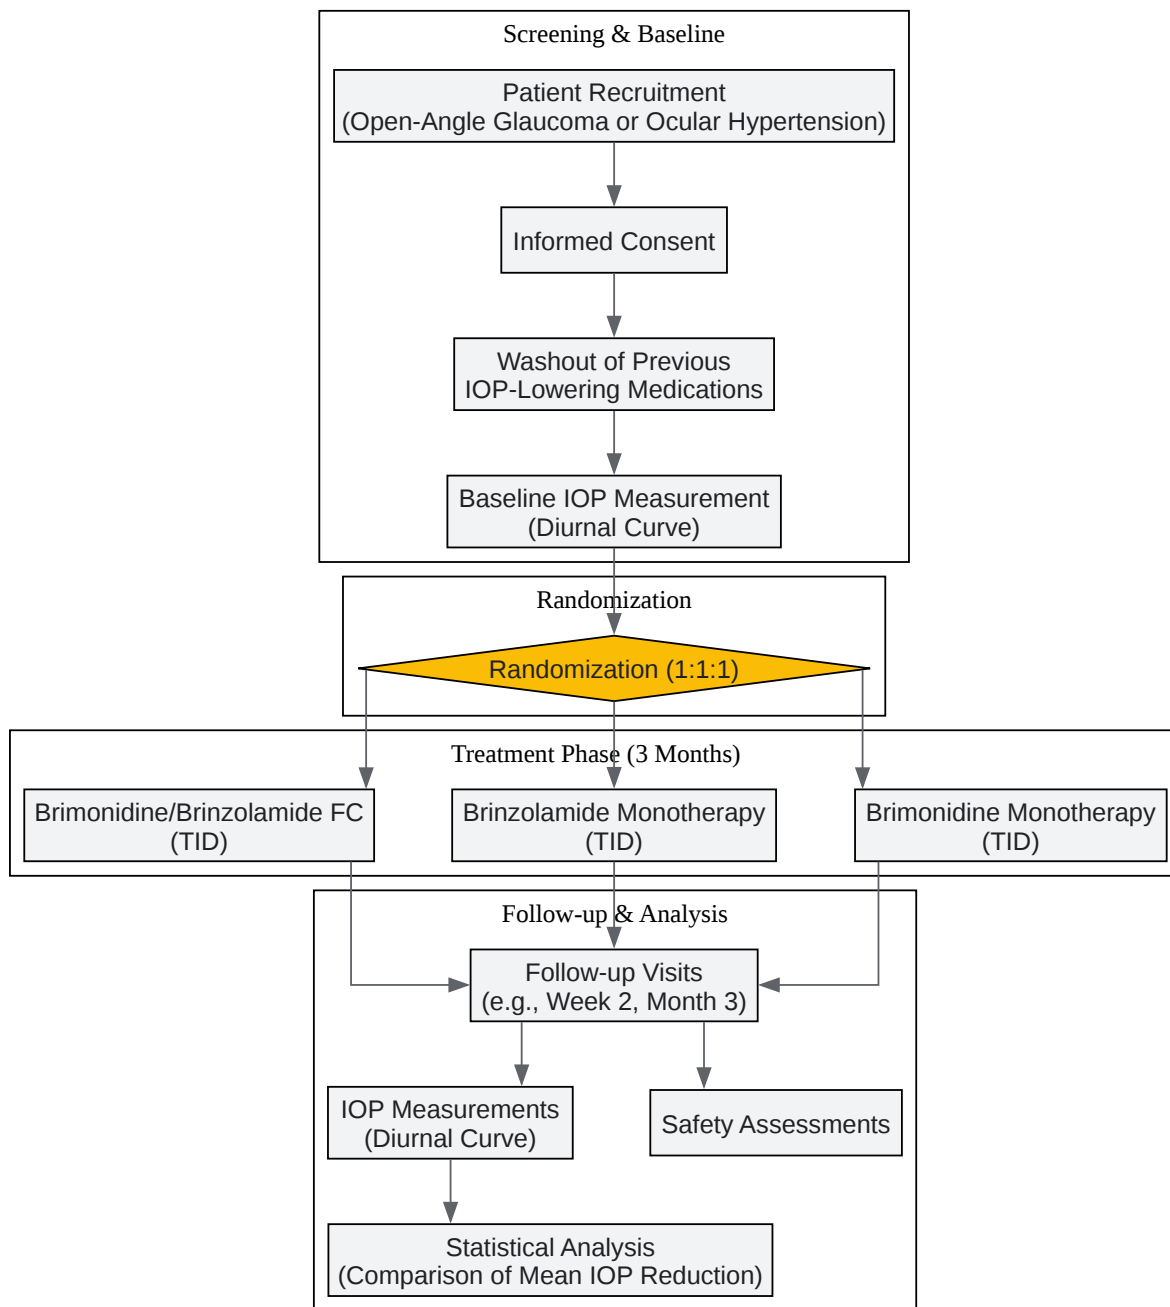 Screening & Baseline
Patient Recruitment
(Open-Angle Glaucoma or Ocular Hypertension)
Informed Consent
Washout of Previous
IOP-Lowering Medications
Baseline IOP Measurement
(Diurnal Curve)
Randomization
Randomization (1:1:1)
Treatment Phase (3 Months)
Brimonidine/Brinzolamide FC
(TID)
Brinzolamide Monotherapy
(TID)
Brimonidine Monotherapy
(TID)
Follow-up & Analysis
Follow-up Visits
(e.g., Week 2, Month 3)
IOP Measurements
(Diurnal Curve)
Safety Assessments
Statistical Analysis
(Comparison of Mean IOP Reduction)